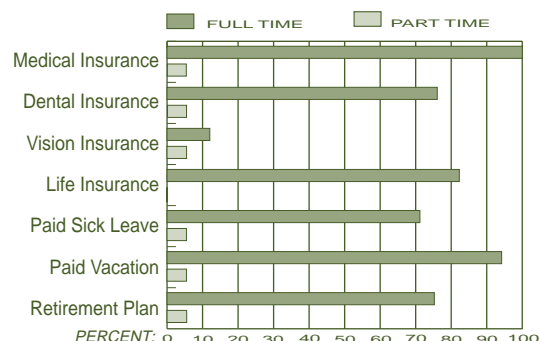 FULL TIME PART TIME
Medical Insurance
Dental Insurance
Vision Insurance
Life Insurance
Paid Sick Leave
Paid Vacation
Retirement Plan
PERCENT: 0 10 20 30 40 50 60 70 80 90 100